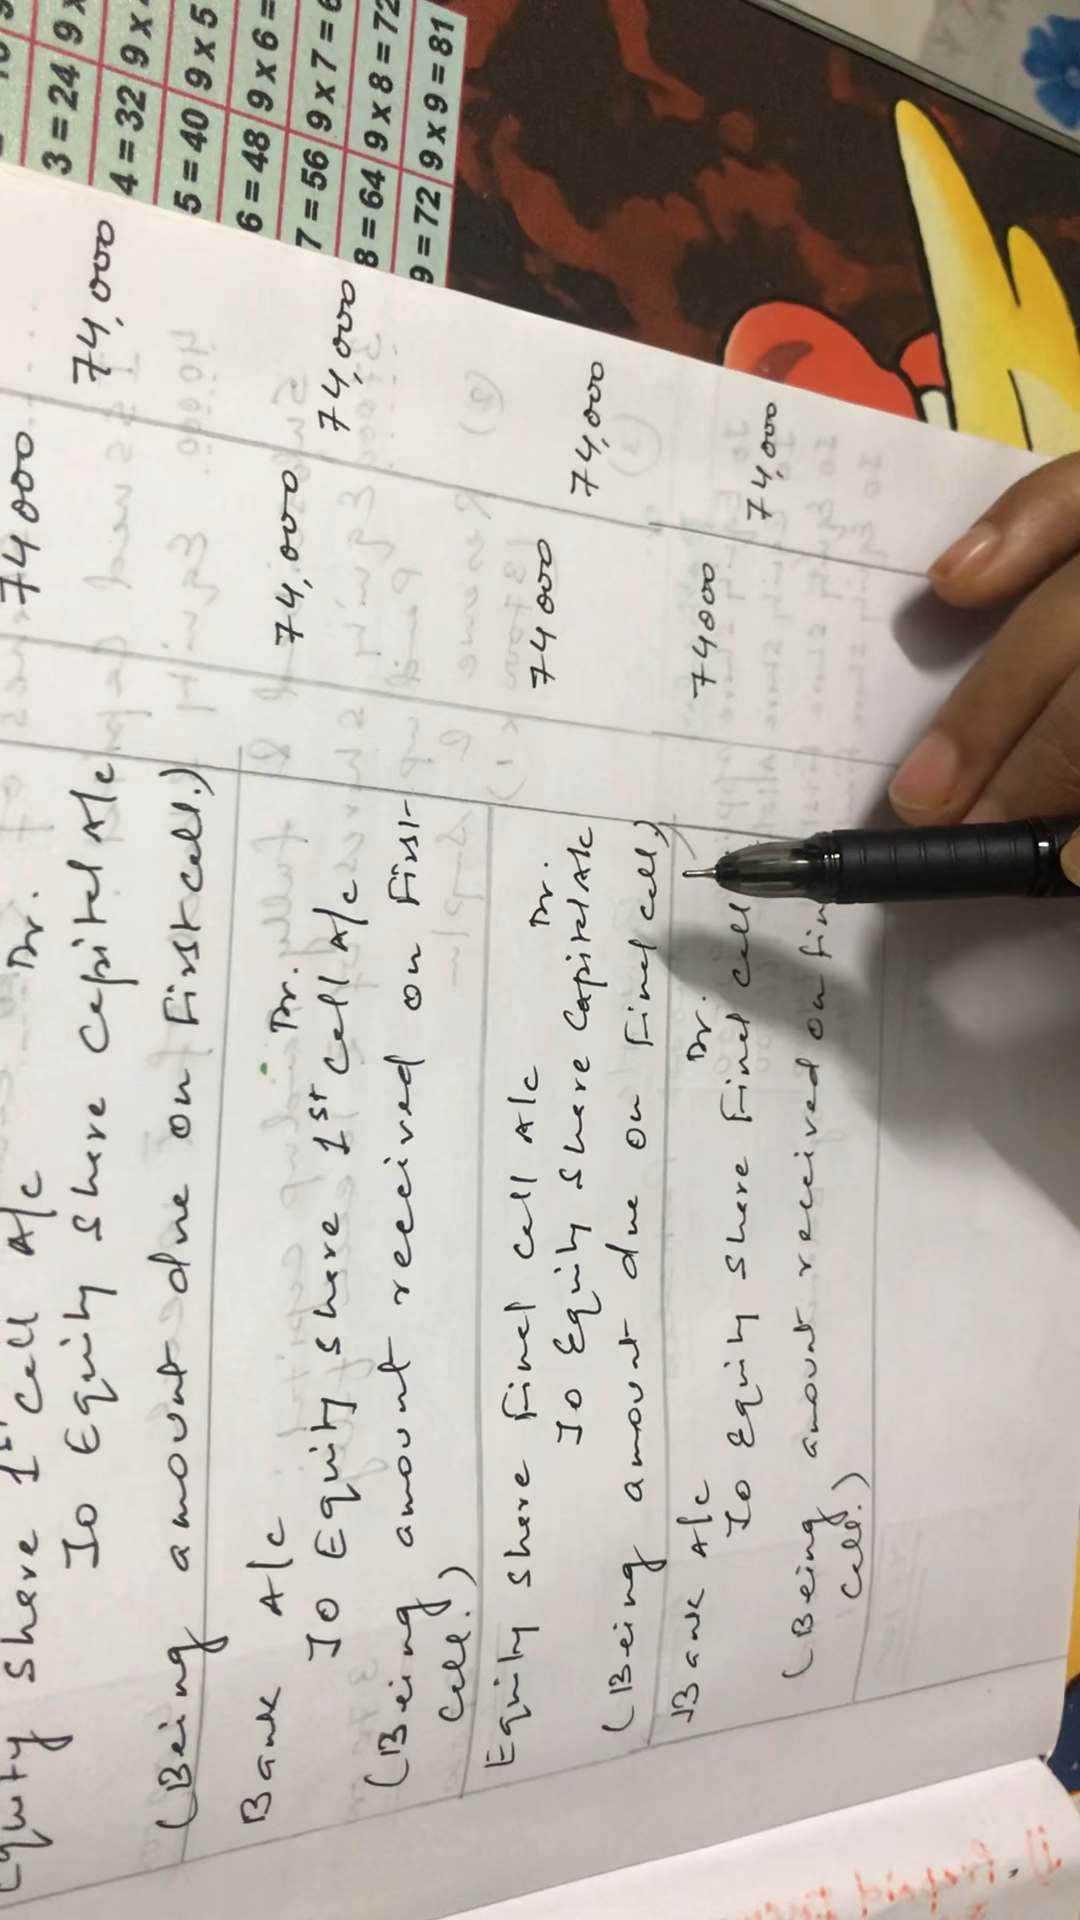 Equity Share 1st Call A/c Dr. 74000
To Equity Share Capital A/c 74,000
(Being amount due on First call.)
Bank A/c Dr. 74,000
To Equity Share 1st Call A/c 74,000
(Being amount received on First
Call.)
Equity Share Final Call A/c Dr. 74000
To Equity Share Capital A/c 74,000
(Being amount due on Final call.)
Bank A/c Dr. 74000
To Equity Share Final Call 74,000
(Being amount received on Fin
Call.)
3 = 24 9 x
4 = 32 9 x
5 = 40 9 x 5
6 = 48 9 x 6 =
7 = 56 9 x 7 = 6
8 = 64 9 x 8 = 72
9 = 72 9 x 9 = 81